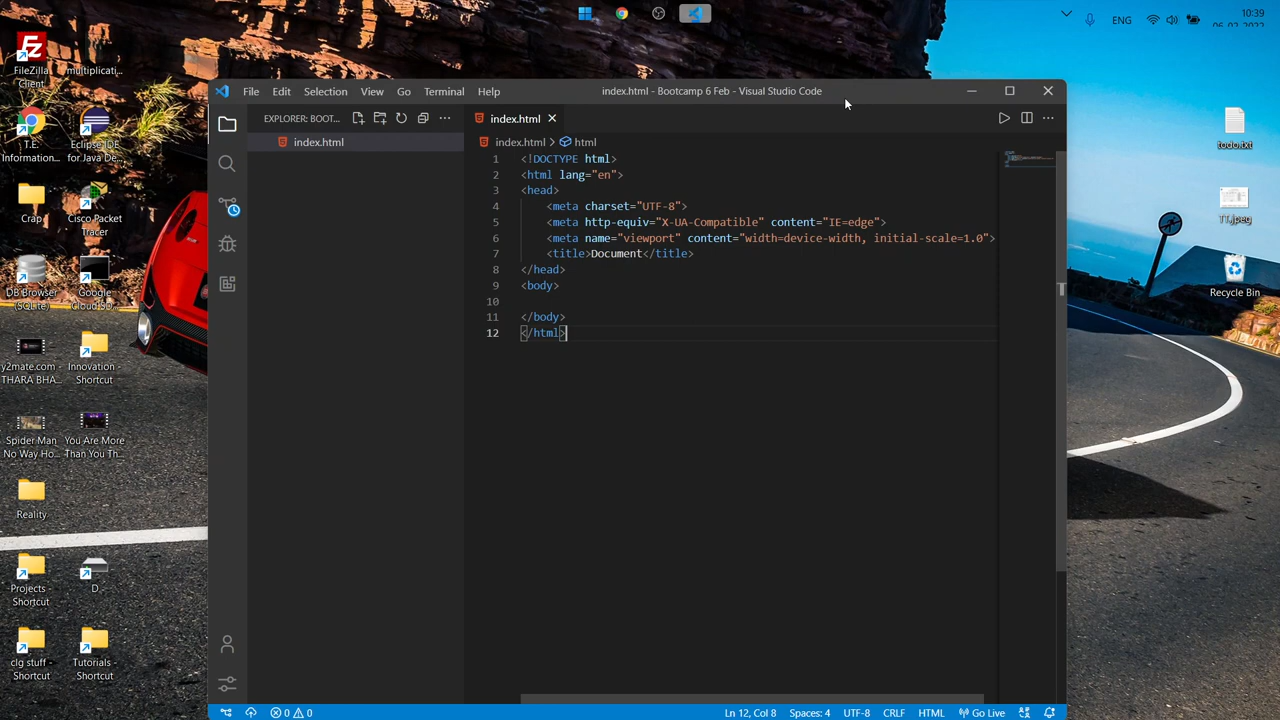 10:39
ENG
06-02-2022
FileZilla
Client
multiplicati...
T.E.
Information...
Eclipse IDE
for Java De...
Crap
Cisco Packet
Tracer
DB Browser
(SQLite)
Google
Cloud SD...
y2mate.com -
THARA BHA...
Innovation -
Shortcut
Spider Man
No Way Ho...
You Are More
Than You Th...
Reality
Projects -
Shortcut
D
clg stuff -
Shortcut
Tutorials -
Shortcut
todo.txt
TT.jpeg
Recycle Bin
File Edit Selection View Go Terminal Help
index.html - Bootcamp 6 Feb - Visual Studio Code
EXPLORER: BOOT...
index.html
index.html
index.html > html
1 <!DOCTYPE html>
2 <html lang="en">
3 <head>
4 <meta charset="UTF-8">
5 <meta http-equiv="X-UA-Compatible" content="IE=edge">
6 <meta name="viewport" content="width=device-width, initial-scale=1.0">
7 <title>Document</title>
8 </head>
9 <body>
10
11 </body>
12 </html>
0 0
Ln 12, Col 8 Spaces: 4 UTF-8 CRLF HTML Go Live